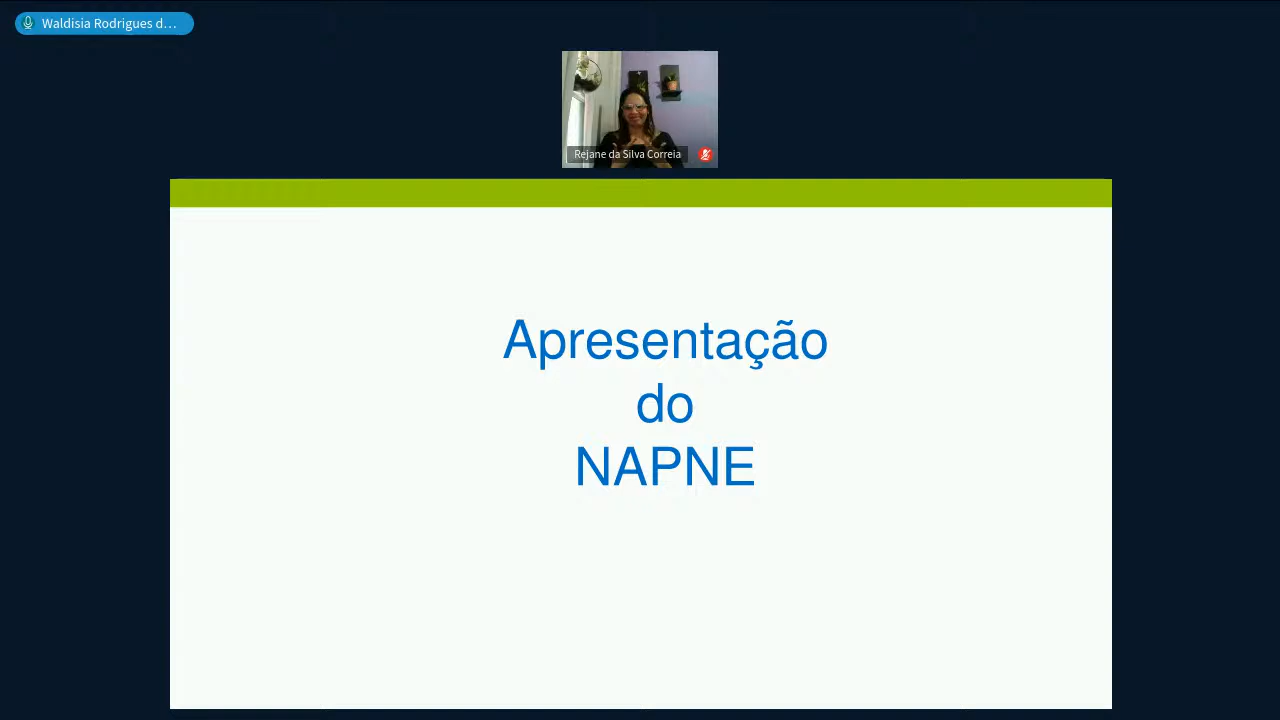 Waldisia Rodrigues d...
Rejane da Silva Correia
Apresentação
do
NAPNE